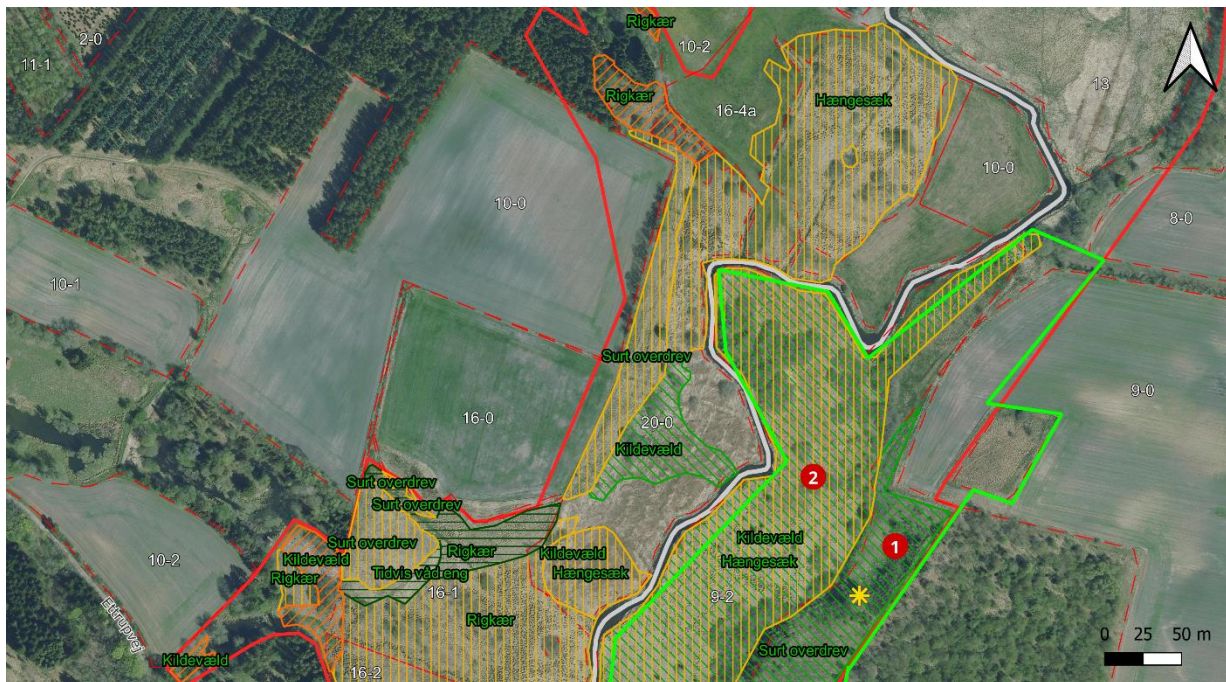 Rigkær
2-0
10-2
11-1
13
Rigkær
Hængesæk
16-4a
10-0
10-0
8-0
10-1
Surt overdrev
9-0
16-0
20-0
Kildevæld
2
Surt overdrev
Surt overdrev
Kildevæld
Surt overdrev
Hængesæk
1
Rigkær
Kildevæld
Hængesæk
10-2
Kildevæld
Rigkær
Tidvis våd eng
16-1
9-2
Rigkær
Ettrupvej
0 25 50 m
Surt overdrev
Kildevæld
16-2